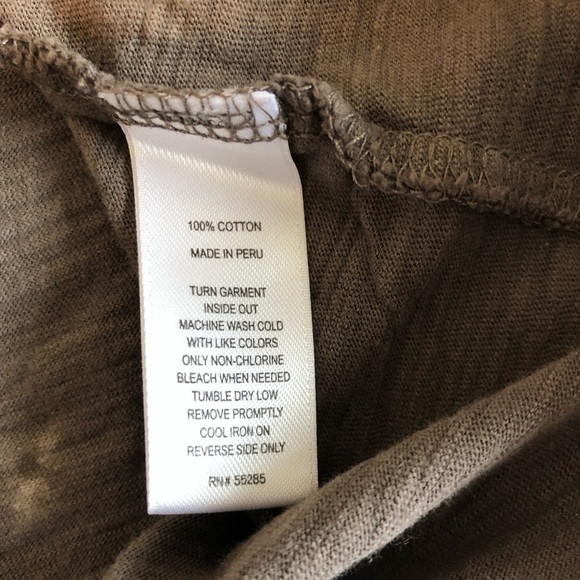 100% COTTON
MADE IN PERU
TURN GARMENT
INSIDE OUT
MACHINE WASH COLD
WITH LIKE COLORS
ONLY NON-CHLORINE
BLEACH WHEN NEEDED
TUMBLE DRY LOW
REMOVE PROMPTLY
COOL IRON ON
REVERSE SIDE ONLY
RN# 55285